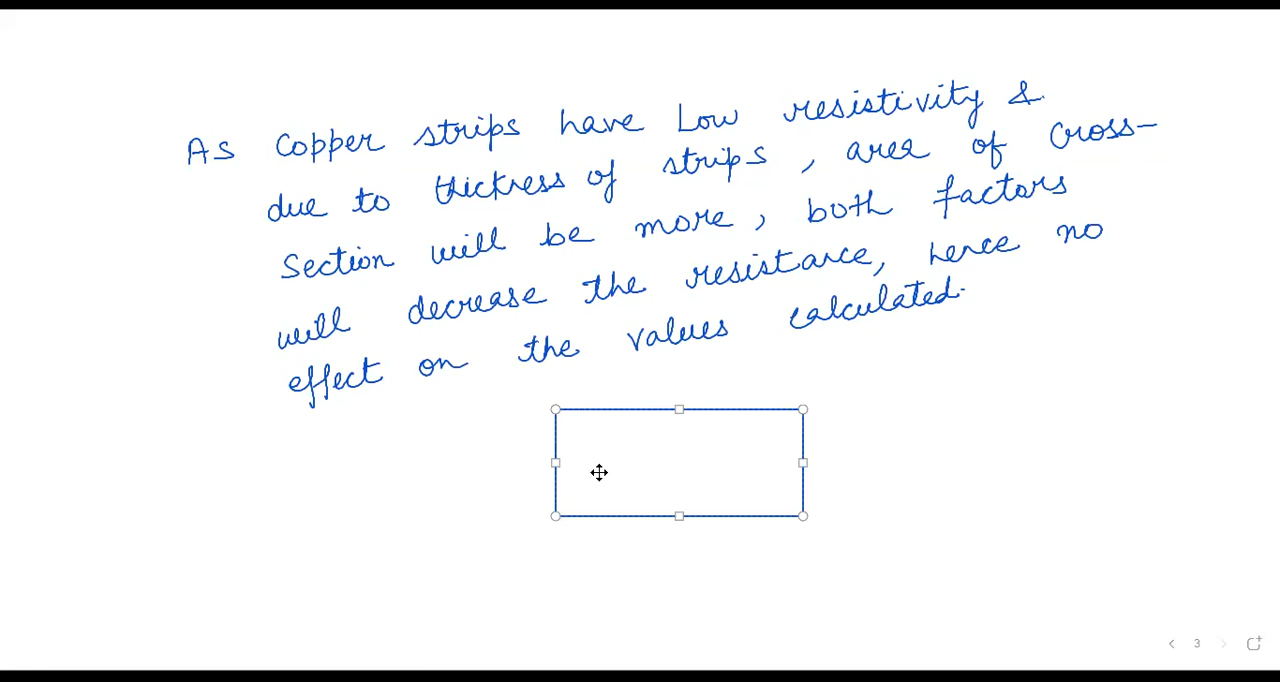 As copper strips have Low resistivity &
due to thickness of strips, area of cross-
Section will be more, both factors
will decrease the resistance, hence no
effect on the values calculated.
3